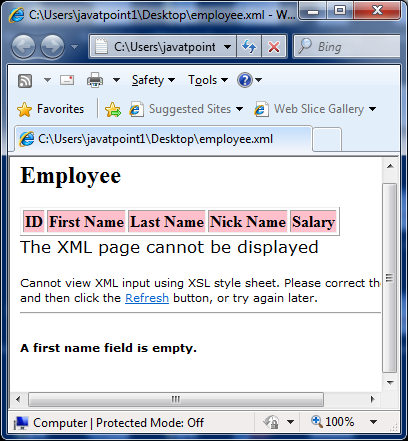 C:\Users\javatpoint1\Desktop\employee.xml - W...
C:\Users\javatpoint
Bing
Safety Tools
Favorites Suggested Sites Web Slice Gallery
C:\Users\javatpoint1\Desktop\employee.xml
Employee
ID First Name Last Name Nick Name Salary
The XML page cannot be displayed
Cannot view XML input using XSL style sheet. Please correct the
and then click the Refresh button, or try again later.
A first name field is empty.
Computer | Protected Mode: Off 100%